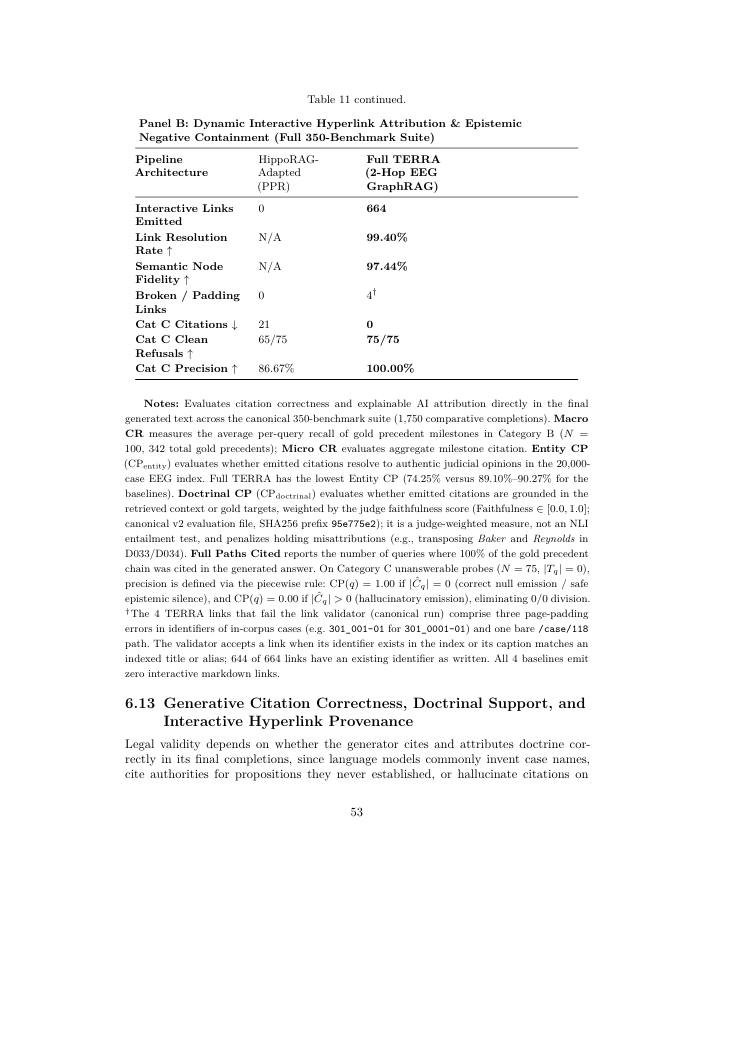 Table 11 continued.
Panel B: Dynamic Interactive Hyperlink Attribution & Epistemic
Negative Containment (Full 350-Benchmark Suite)
Pipeline Architecture HippoRAG-Adapted (PPR) Full TERRA (2-Hop EEG GraphRAG)
Interactive Links Emitted 0 664
Link Resolution Rate ↑ N/A 99.40%
Semantic Node Fidelity ↑ N/A 97.44%
Broken / Padding Links 0 4†
Cat C Citations ↓ 21 0
Cat C Clean Refusals ↑ 65/75 75/75
Cat C Precision ↑ 86.67% 100.00%
Notes: Evaluates citation correctness and explainable AI attribution directly in the final
generated text across the canonical 350-benchmark suite (1,750 comparative completions). Macro
CR measures the average per-query recall of gold precedent milestones in Category B (N =
100, 342 total gold precedents); Micro CR evaluates aggregate milestone citation. Entity CP
(CPentity) evaluates whether emitted citations resolve to authentic judicial opinions in the 20,000-
case EEG index. Full TERRA has the lowest Entity CP (74.25% versus 89.10%–90.27% for the
baselines). Doctrinal CP (CPdoctrinal) evaluates whether emitted citations are grounded in the
retrieved context or gold targets, weighted by the judge faithfulness score (Faithfulness ∈ [0.0, 1.0];
canonical v2 evaluation file, SHA256 prefix 95e775e2); it is a judge-weighted measure, not an NLI
entailment test, and penalizes holding misattributions (e.g., transposing Baker and Reynolds in
D033/D034). Full Paths Cited reports the number of queries where 100% of the gold precedent
chain was cited in the generated answer. On Category C unanswerable probes (N = 75, |Tq| = 0),
precision is defined via the piecewise rule: CP(q) = 1.00 if |Ĉq| = 0 (correct null emission / safe
epistemic silence), and CP(q) = 0.00 if |Ĉq| > 0 (hallucinatory emission), eliminating 0/0 division.
†The 4 TERRA links that fail the link validator (canonical run) comprise three page-padding
errors in identifiers of in-corpus cases (e.g. 301_001-01 for 301_0001-01) and one bare /case/118
path. The validator accepts a link when its identifier exists in the index or its caption matches an
indexed title or alias; 644 of 664 links have an existing identifier as written. All 4 baselines emit
zero interactive markdown links.
6.13 Generative Citation Correctness, Doctrinal Support, and
Interactive Hyperlink Provenance
Legal validity depends on whether the generator cites and attributes doctrine cor-
rectly in its final completions, since language models commonly invent case names,
cite authorities for propositions they never established, or hallucinate citations on
53